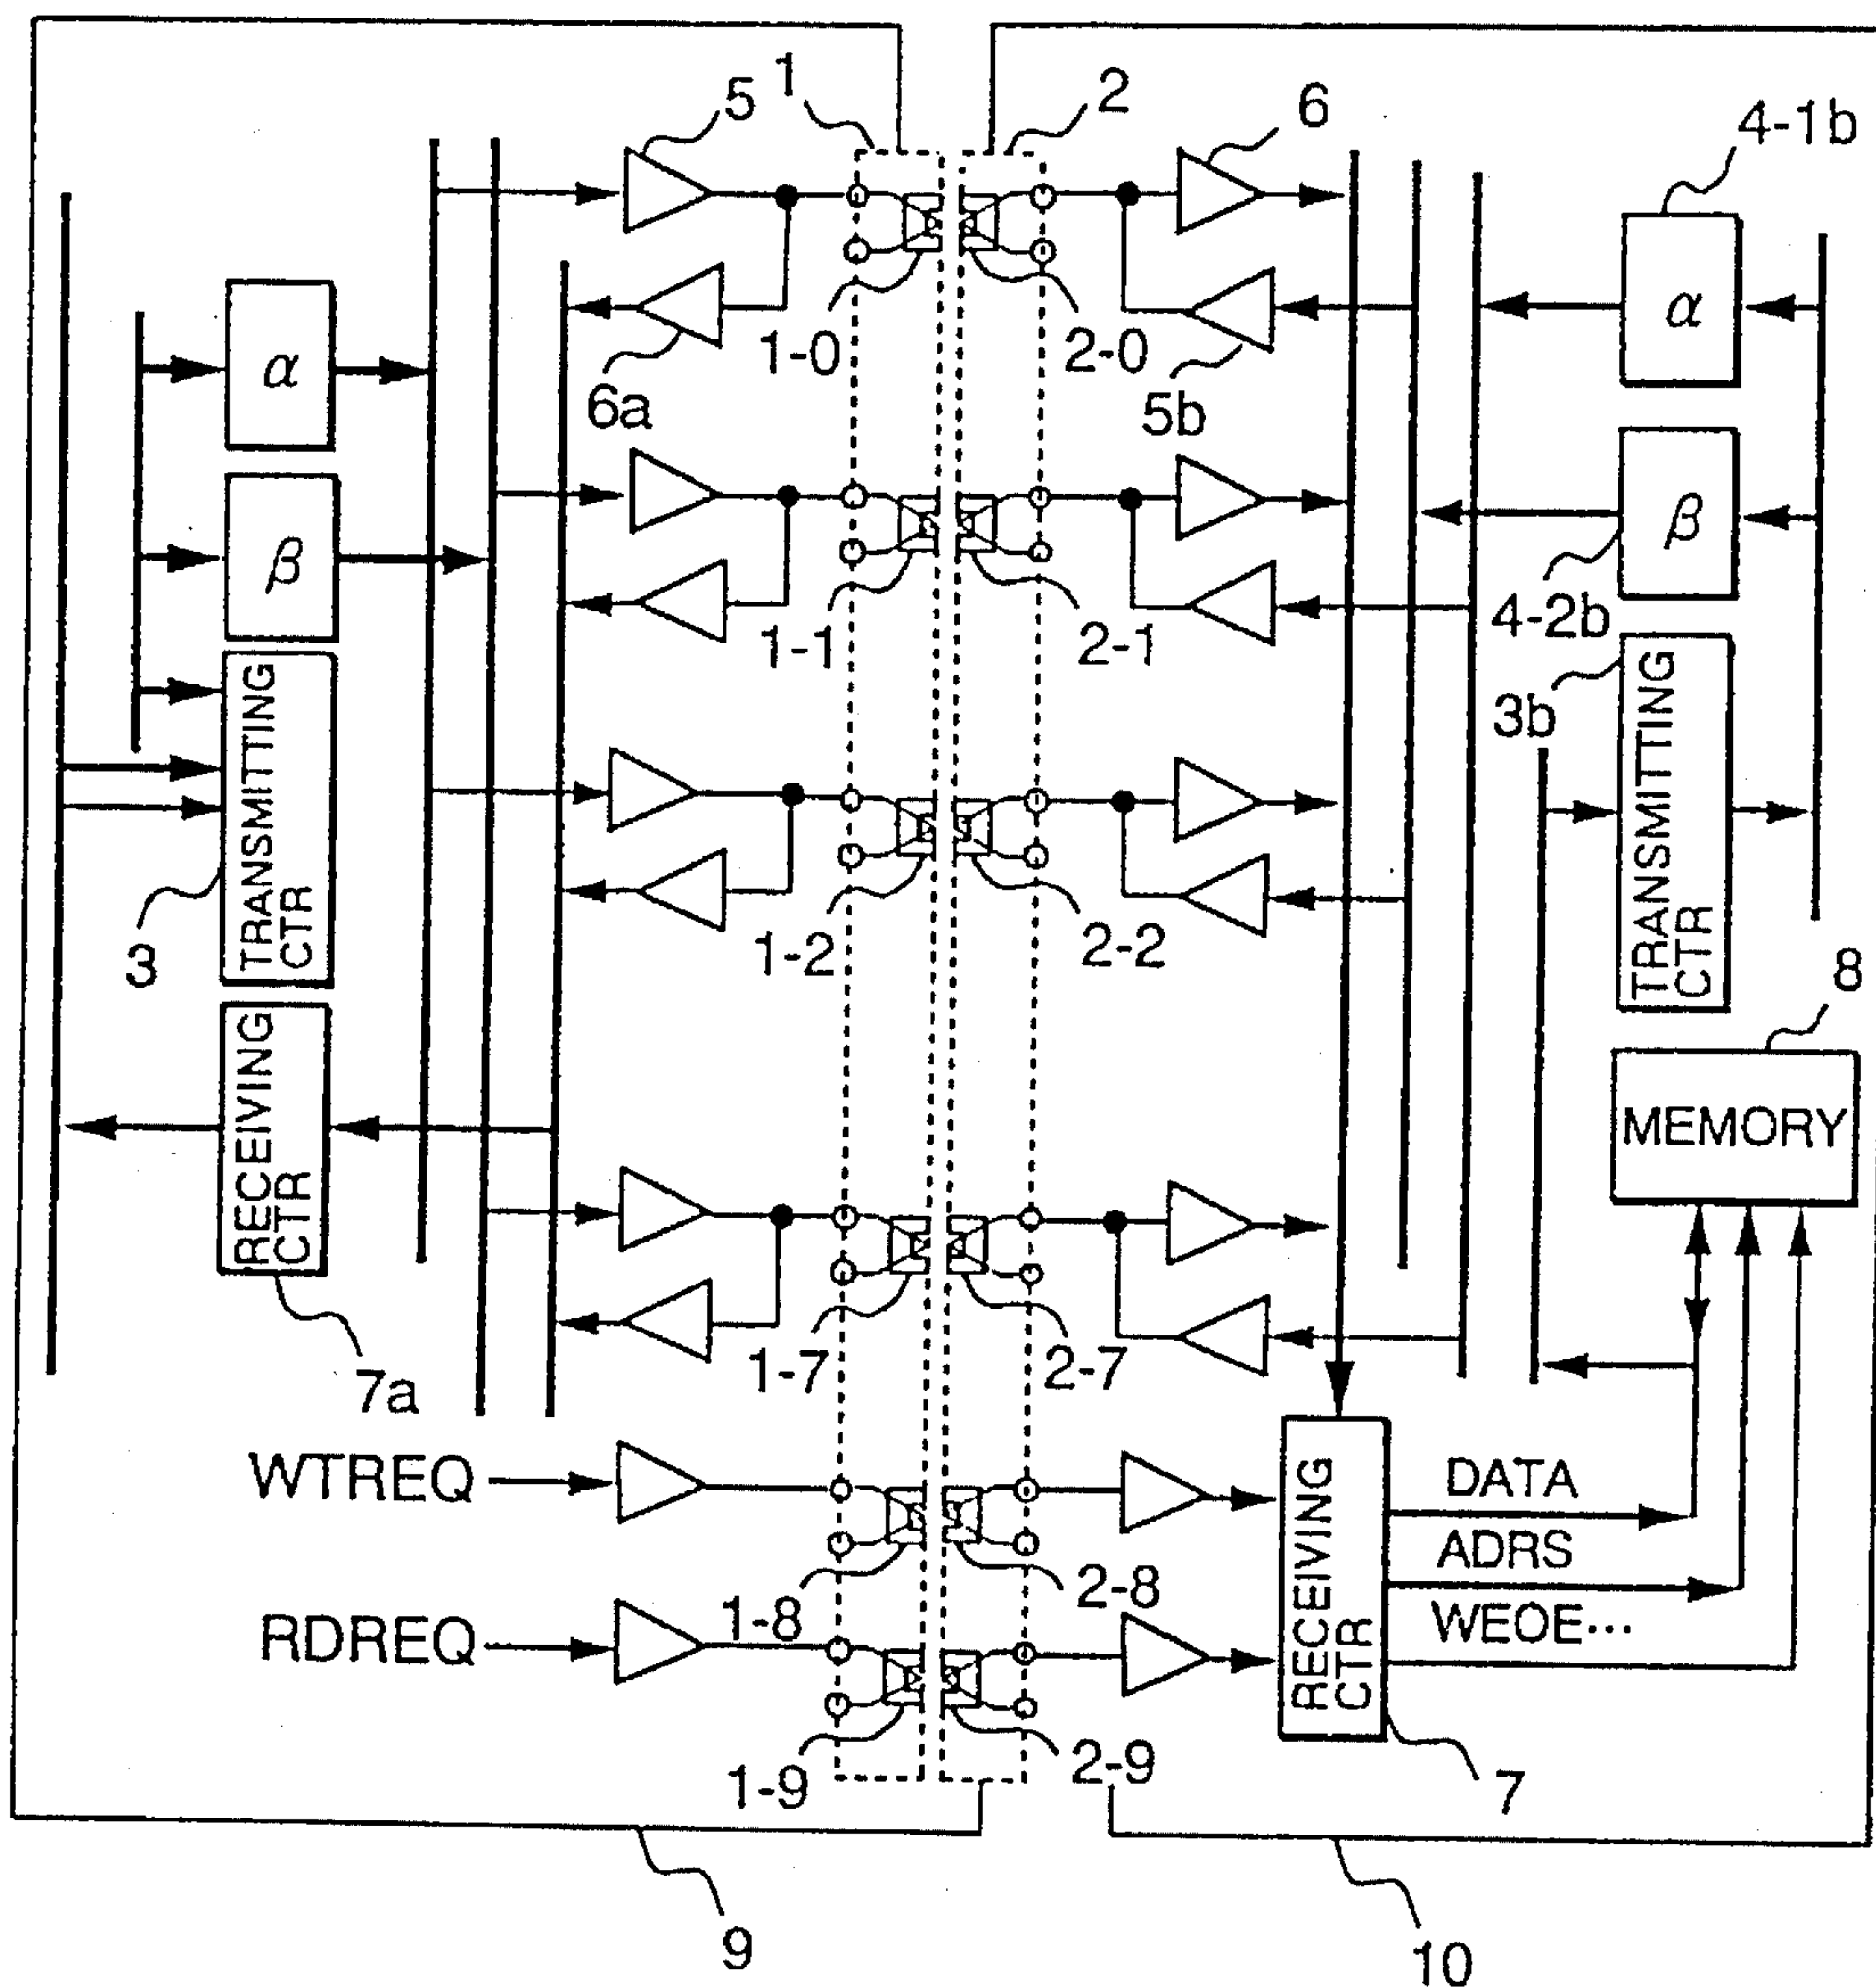 1
2
5
6
4-1b
α
α
1-0
2-0
6a
5b
β
β
1-1
2-1
4-2b
3b
TRANSMITTING
CTR
TRANSMITTING
CTR
3
1-2
2-2
8
MEMORY
RECEIVING
CTR
7a
1-7
2-7
WTREQ
DATA
ADRS
WEOE···
1-8
2-8
RDREQ
RECEIVING
CTR
1-9
2-9
7
9
10